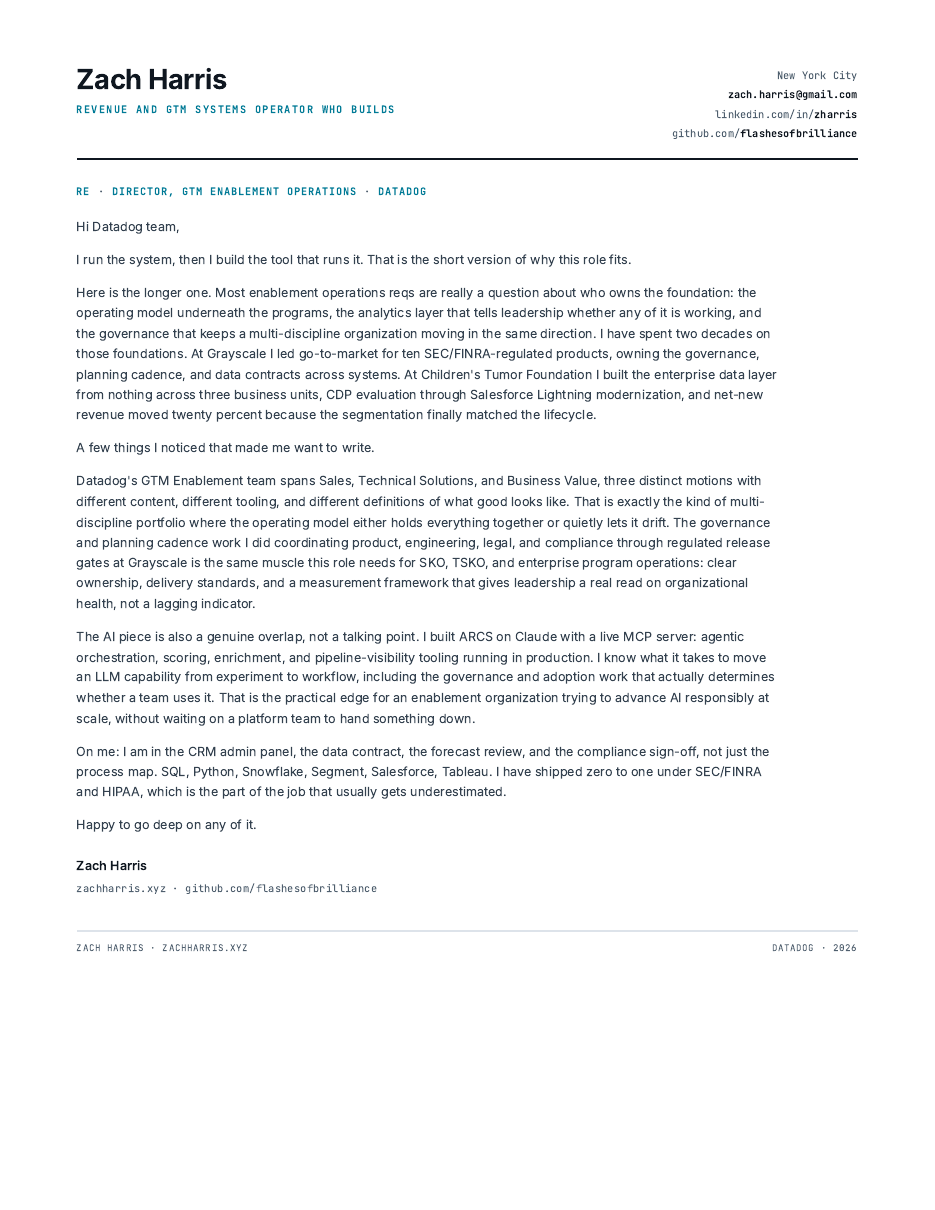 Zach Harris
REVENUE AND GTM SYSTEMS OPERATOR WHO BUILDS
New York City
zach.harris@gmail.com
linkedin.com/in/zharris
github.com/flashesofbrilliance
RE · DIRECTOR, GTM ENABLEMENT OPERATIONS · DATADOG
Hi Datadog team,
I run the system, then I build the tool that runs it. That is the short version of why this role fits.
Here is the longer one. Most enablement operations reqs are really a question about who owns the foundation: the
operating model underneath the programs, the analytics layer that tells leadership whether any of it is working, and
the governance that keeps a multi-discipline organization moving in the same direction. I have spent two decades on
those foundations. At Grayscale I led go-to-market for ten SEC/FINRA-regulated products, owning the governance,
planning cadence, and data contracts across systems. At Children's Tumor Foundation I built the enterprise data layer
from nothing across three business units, CDP evaluation through Salesforce Lightning modernization, and net-new
revenue moved twenty percent because the segmentation finally matched the lifecycle.
A few things I noticed that made me want to write.
Datadog's GTM Enablement team spans Sales, Technical Solutions, and Business Value, three distinct motions with
different content, different tooling, and different definitions of what good looks like. That is exactly the kind of multi-
discipline portfolio where the operating model either holds everything together or quietly lets it drift. The governance
and planning cadence work I did coordinating product, engineering, legal, and compliance through regulated release
gates at Grayscale is the same muscle this role needs for SKO, TSKO, and enterprise program operations: clear
ownership, delivery standards, and a measurement framework that gives leadership a real read on organizational
health, not a lagging indicator.
The AI piece is also a genuine overlap, not a talking point. I built ARCS on Claude with a live MCP server: agentic
orchestration, scoring, enrichment, and pipeline-visibility tooling running in production. I know what it takes to move
an LLM capability from experiment to workflow, including the governance and adoption work that actually determines
whether a team uses it. That is the practical edge for an enablement organization trying to advance AI responsibly at
scale, without waiting on a platform team to hand something down.
On me: I am in the CRM admin panel, the data contract, the forecast review, and the compliance sign-off, not just the
process map. SQL, Python, Snowflake, Segment, Salesforce, Tableau. I have shipped zero to one under SEC/FINRA
and HIPAA, which is the part of the job that usually gets underestimated.
Happy to go deep on any of it.
Zach Harris
zachharris.xyz · github.com/flashesofbrilliance
ZACH HARRIS · ZACHHARRIS.XYZ
DATADOG · 2026